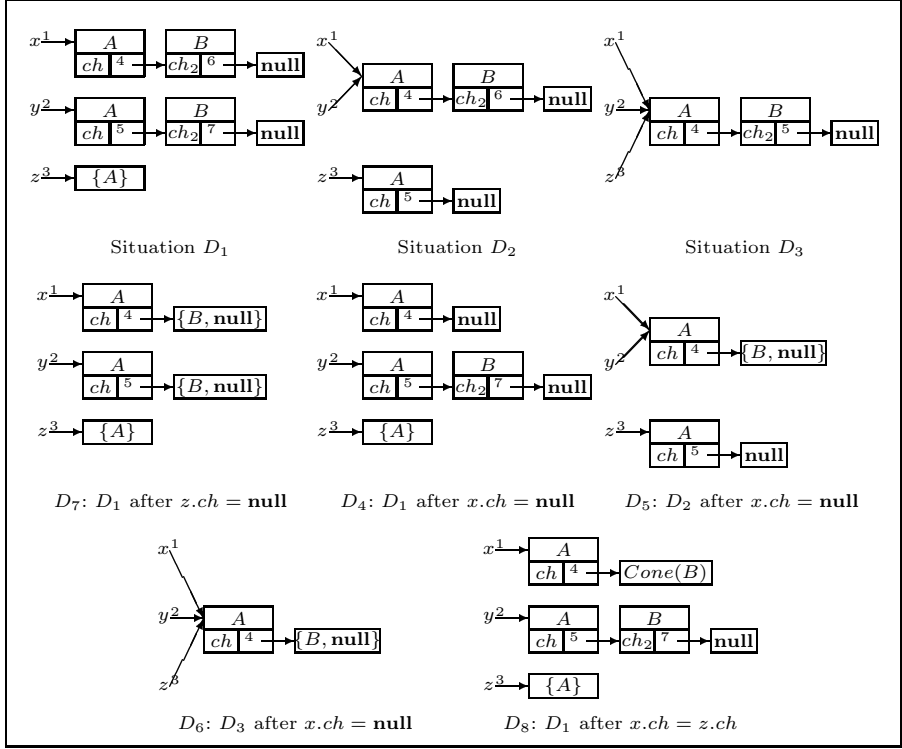 x¹ A B
ch 4 ch₂ 6 null
y² A B
ch 5 ch₂ 7 null
z³ {A}
Situation D₁
x¹
A B
y² ch 4 ch₂ 6 null
z³ A
ch 5 null
Situation D₂
x¹
y² A B
ch 4 ch₂ 5 null
z³
Situation D₃
x¹ A
ch 4 {B, null}
y² A
ch 5 {B, null}
z³ {A}
D₇: D₁ after z.ch = null
x¹ A
ch 4 null
y² A B
ch 5 ch₂ 7 null
z³ {A}
D₄: D₁ after x.ch = null
x¹
A
y² ch 4 {B, null}
z³ A
ch 5 null
D₅: D₂ after x.ch = null
x¹
y² A
ch 4 {B, null}
z³
D₆: D₃ after x.ch = null
x¹ A
ch 4 Cone(B)
y² A B
ch 5 ch₂ 7 null
z³ {A}
D₈: D₁ after x.ch = z.ch